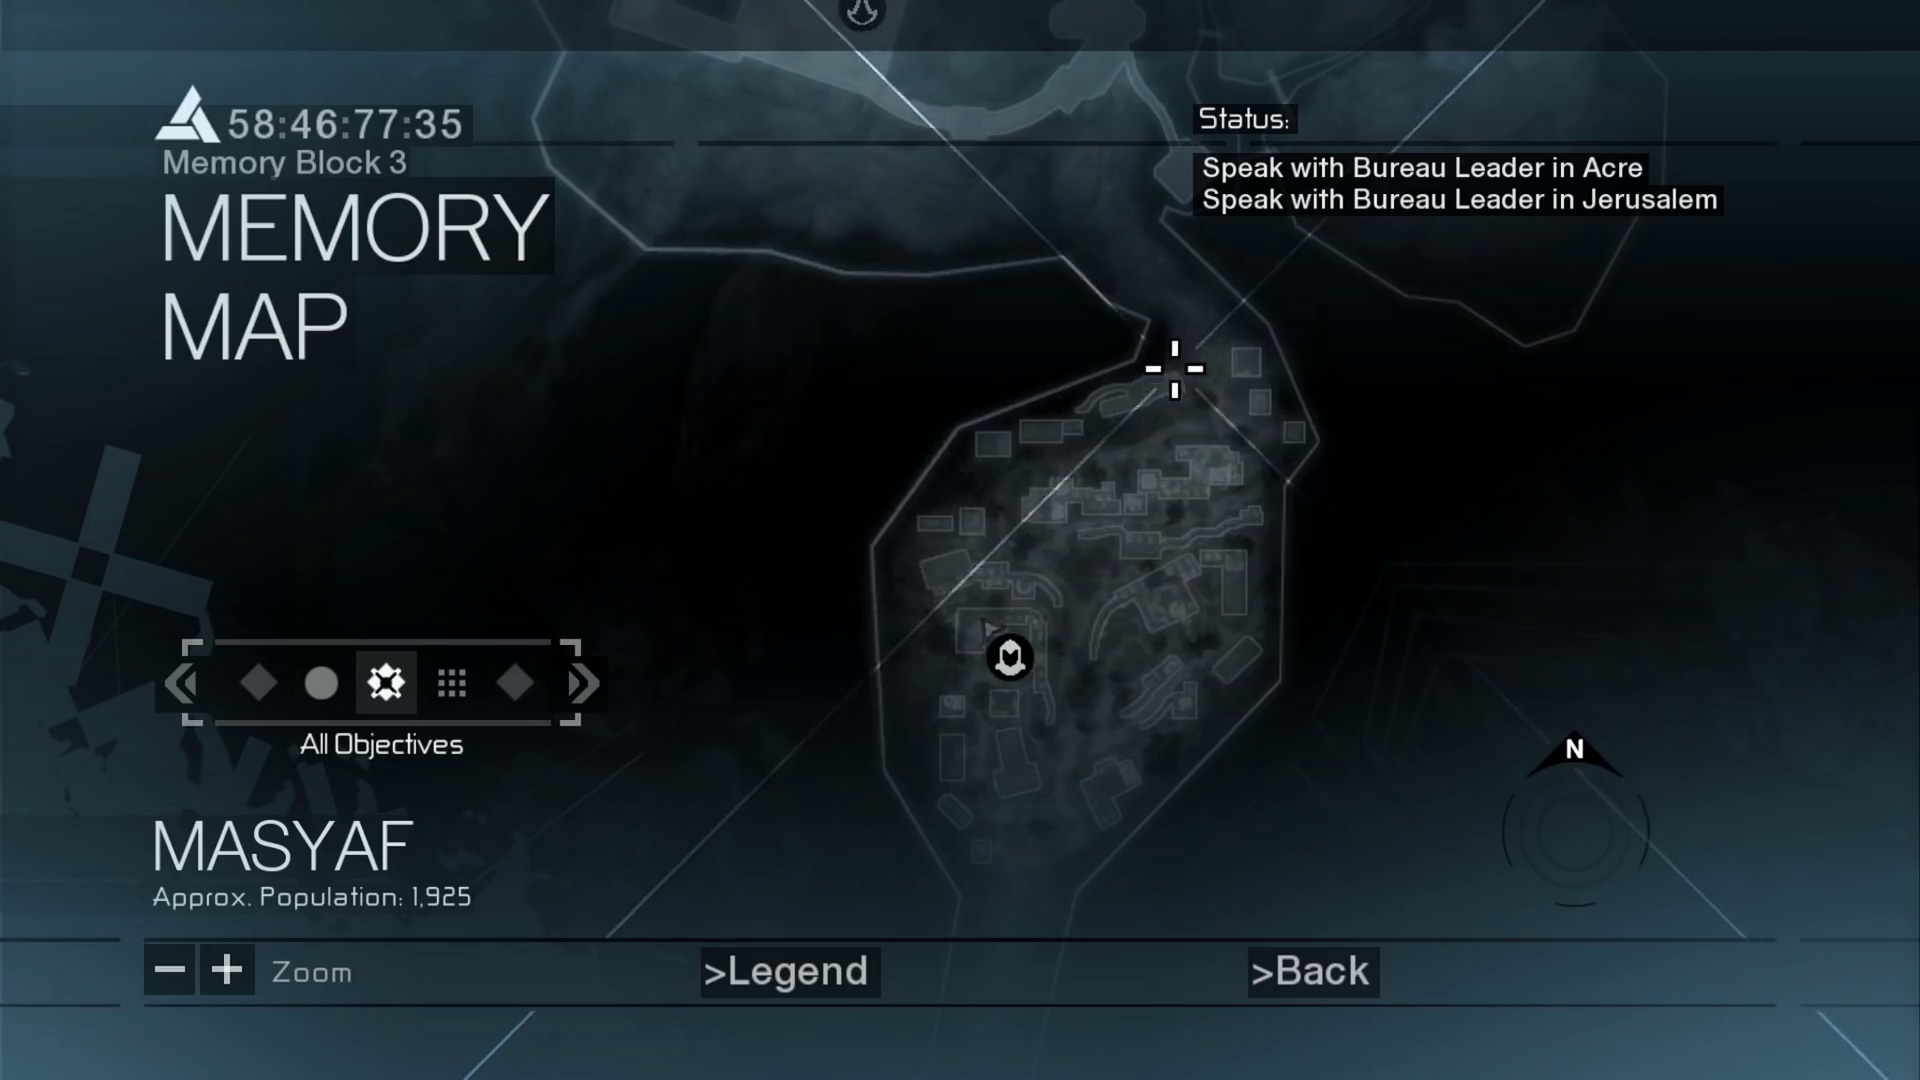 58:46:77:35
Memory Block 3
MEMORY
MAP
Status:
Speak with Bureau Leader in Acre
Speak with Bureau Leader in Jerusalem
All Objectives
N
MASYAF
Approx. Population: 1,925
Zoom
>Legend
>Back